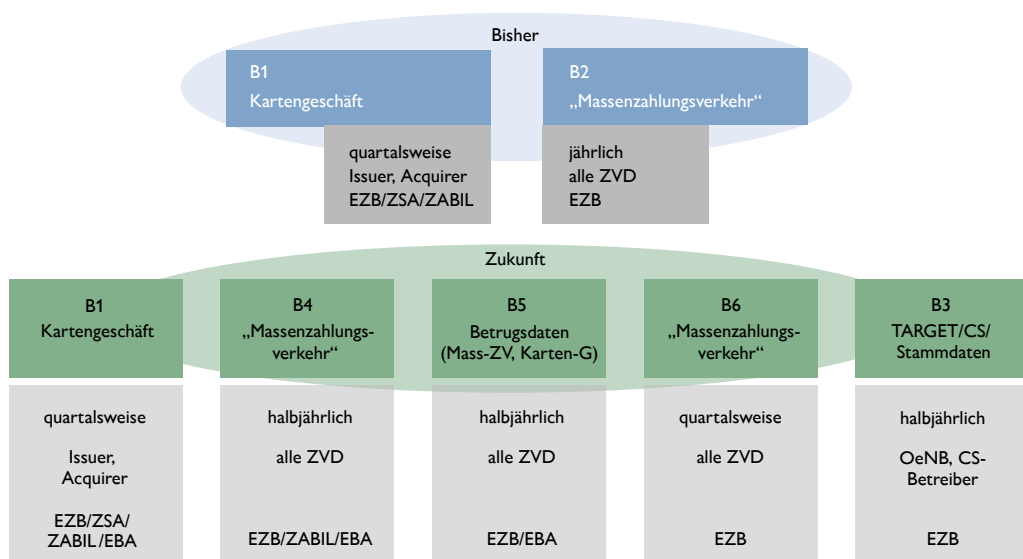 Bisher
B1
Kartengeschäft
B2
„Massenzahlungsverkehr“
quartalsweise
Issuer, Acquirer
EZB/ZSA/ZABIL
jährlich
alle ZVD
EZB
Zukunft
B1
Kartengeschäft
B4
„Massenzahlungs-
verkehr“
B5
Betrugsdaten
(Mass-ZV, Karten-G)
B6
„Massenzahlungs-
verkehr“
B3
TARGET/CS/
Stammdaten
quartalsweise
Issuer,
Acquirer
EZB/ZSA/
ZABIL/EBA
halbjährlich
alle ZVD
EZB/ZABIL/EBA
halbjährlich
alle ZVD
EZB/EBA
quartalsweise
alle ZVD
EZB
halbjährlich
OeNB, CS-
Betreiber
EZB